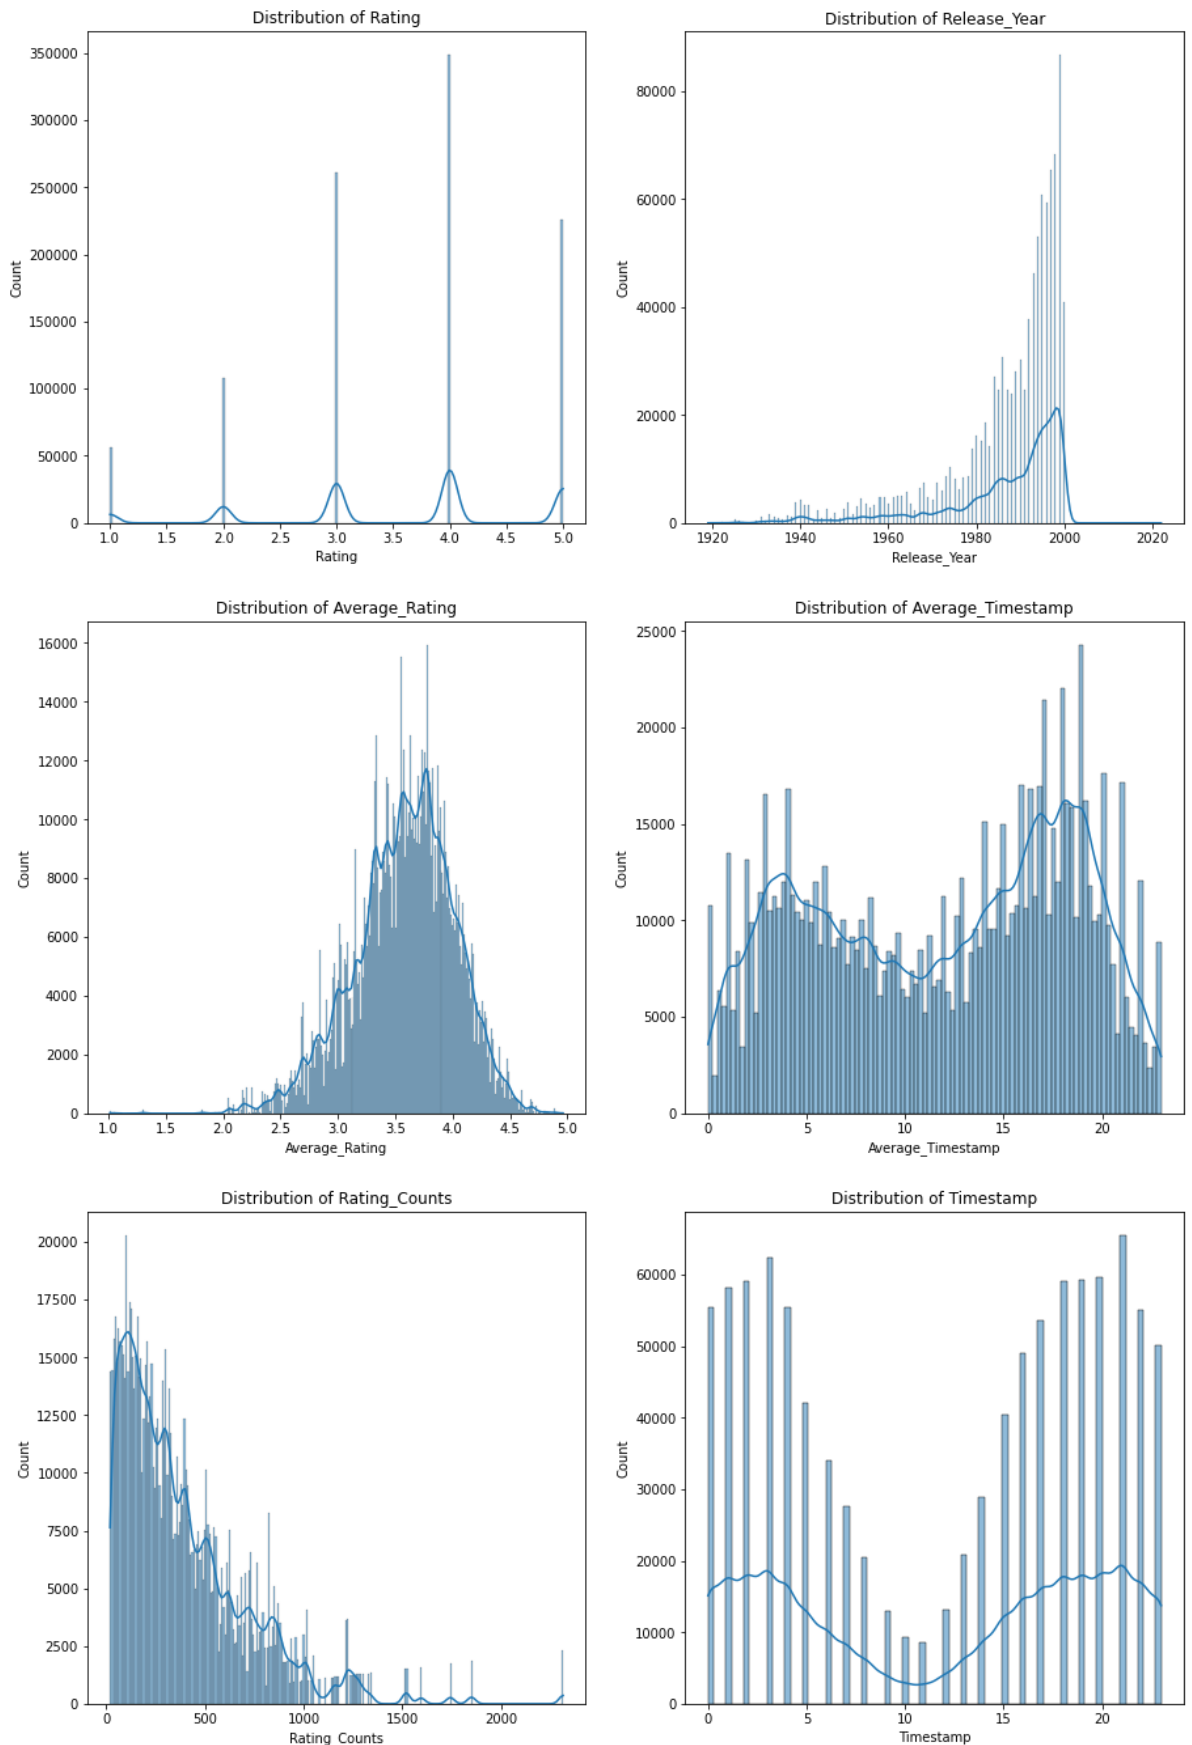 Distribution of Rating
350000
300000
250000
200000
150000
100000
50000
0
Count
1.0 1.5 2.0 2.5 3.0 3.5 4.0 4.5 5.0
Rating
Distribution of Release_Year
80000
60000
40000
20000
0
Count
1920 1940 1960 1980 2000 2020
Release_Year
Distribution of Average_Rating
16000
14000
12000
10000
8000
6000
4000
2000
0
Count
1.0 1.5 2.0 2.5 3.0 3.5 4.0 4.5 5.0
Average_Rating
Distribution of Average_Timestamp
25000
20000
15000
10000
5000
0
Count
0 5 10 15 20
Average_Timestamp
Distribution of Rating_Counts
20000
17500
15000
12500
10000
7500
5000
2500
0
Count
0 500 1000 1500 2000
Rating_Counts
Distribution of Timestamp
60000
50000
40000
30000
20000
10000
0
Count
0 5 10 15 20
Timestamp